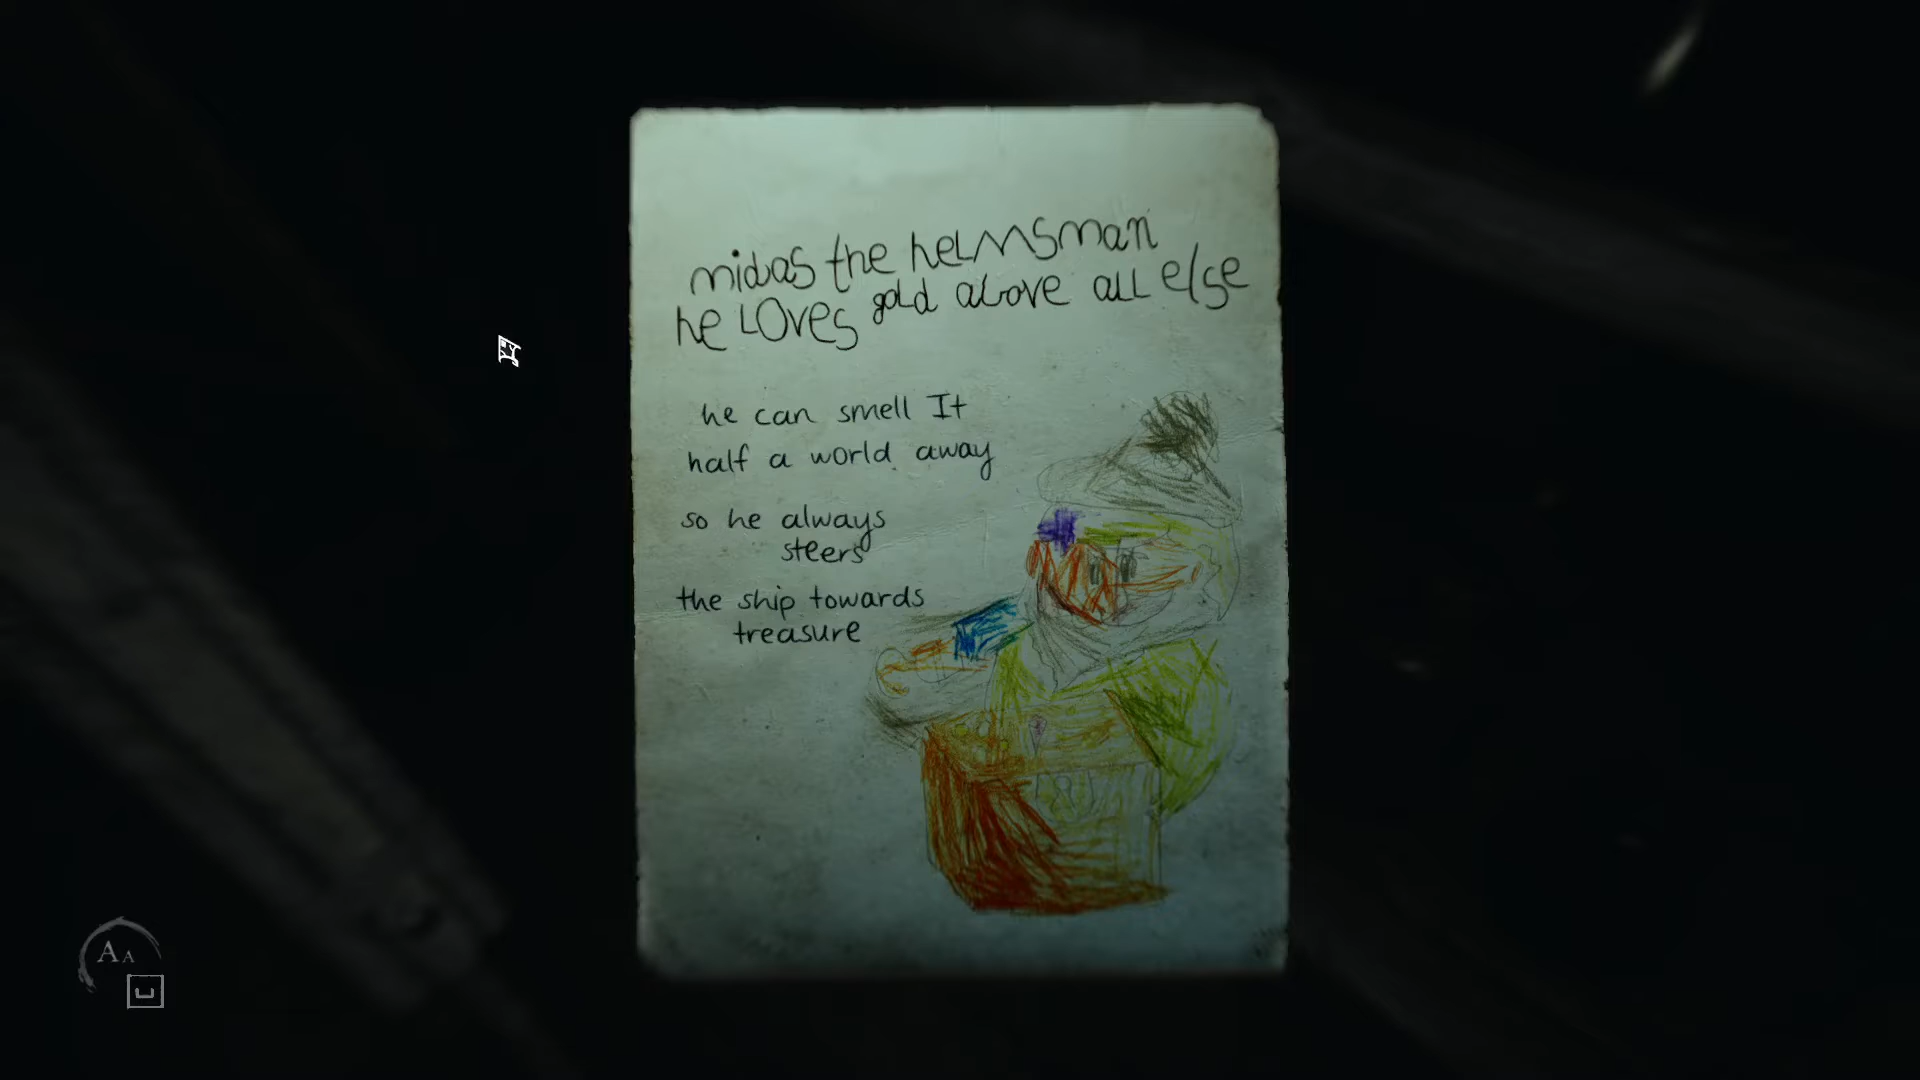 midas the heLMSman
he LOVEs goLd above aLL else
he can smell It
half a world away
so he always
steers
the ship towards
treasure
AA